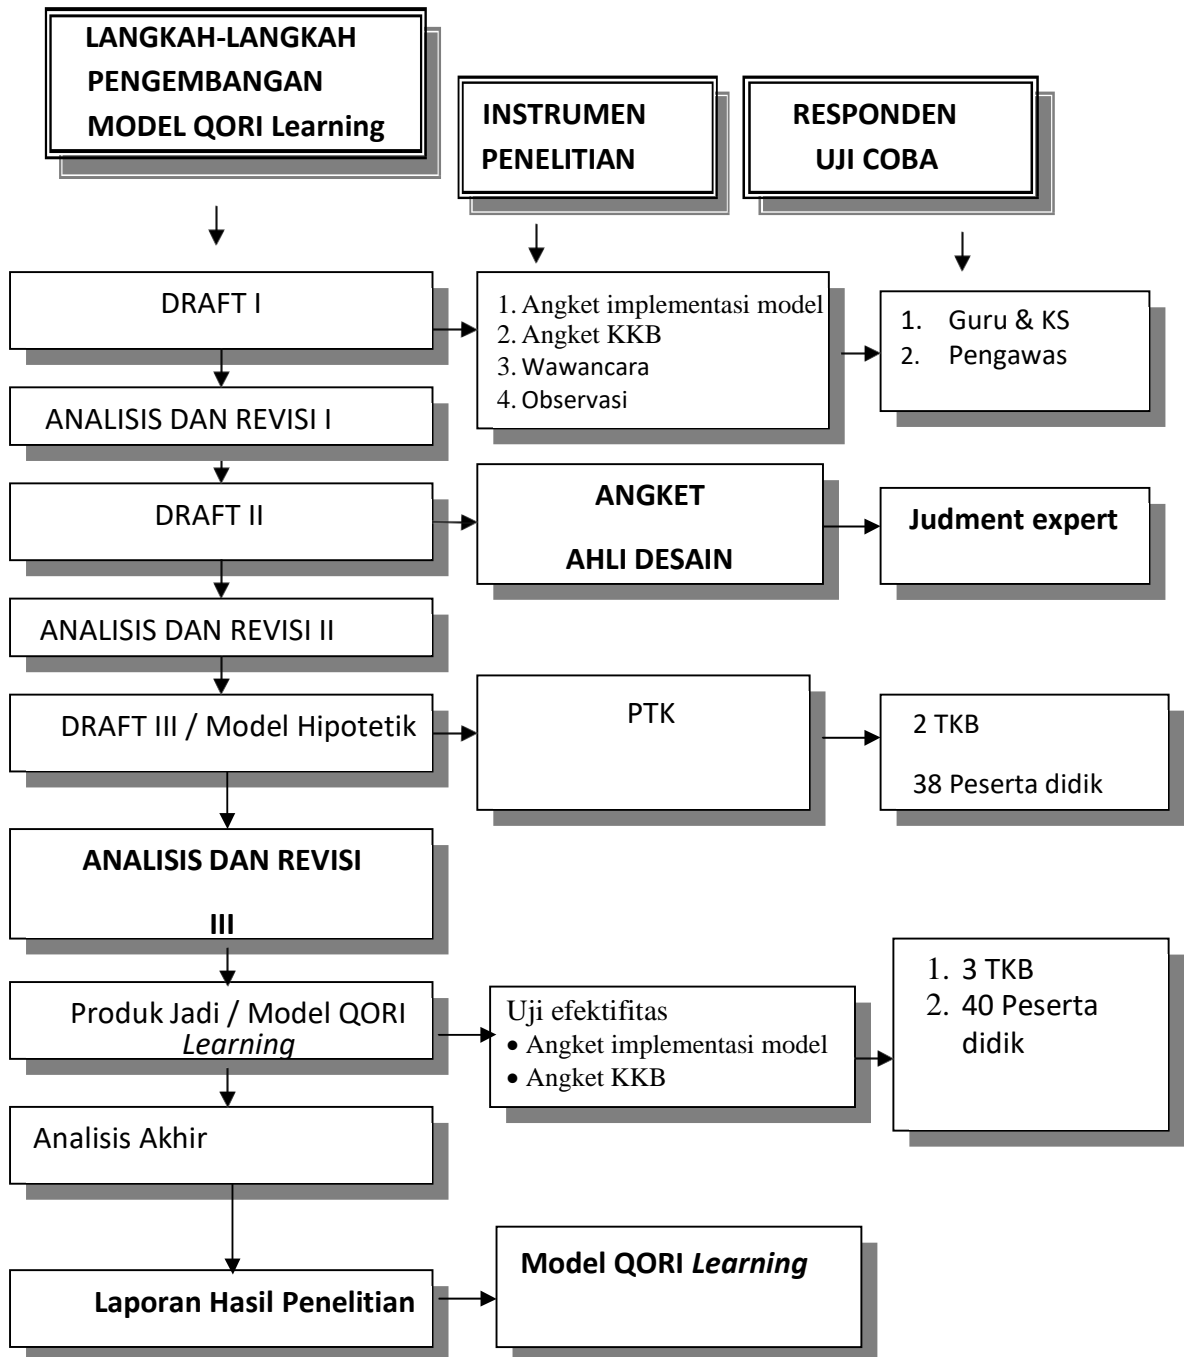 LANGKAH-LANGKAH
PENGEMBANGAN
MODEL QORI Learning
INSTRUMEN
PENELITIAN
RESPONDEN
UJI COBA
DRAFT I
1. Angket implementasi model
2. Angket KKB
3. Wawancara
4. Observasi
1. Guru & KS
2. Pengawas
ANALISIS DAN REVISI I
DRAFT II
ANGKET
AHLI DESAIN
Judment expert
ANALISIS DAN REVISI II
DRAFT III / Model Hipotetik
PTK
2 TKB
38 Peserta didik
ANALISIS DAN REVISI
III
Produk Jadi / Model QORI
Learning
Uji efektifitas
• Angket implementasi model
• Angket KKB
1. 3 TKB
2. 40 Peserta
didik
Analisis Akhir
Laporan Hasil Penelitian
Model QORI Learning